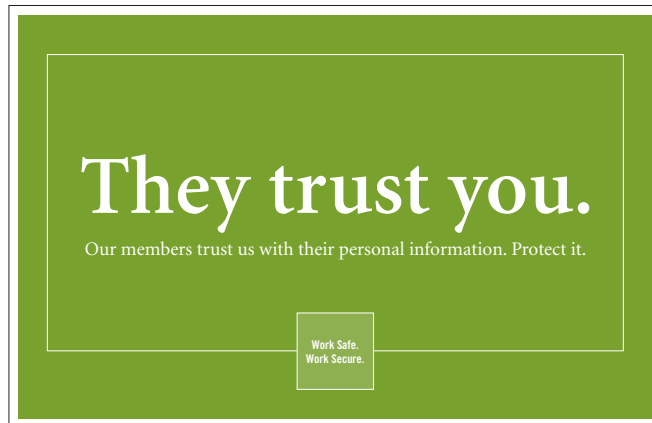 They trust you.
Our members trust us with their personal information. Protect it.
Work Safe.
Work Secure.